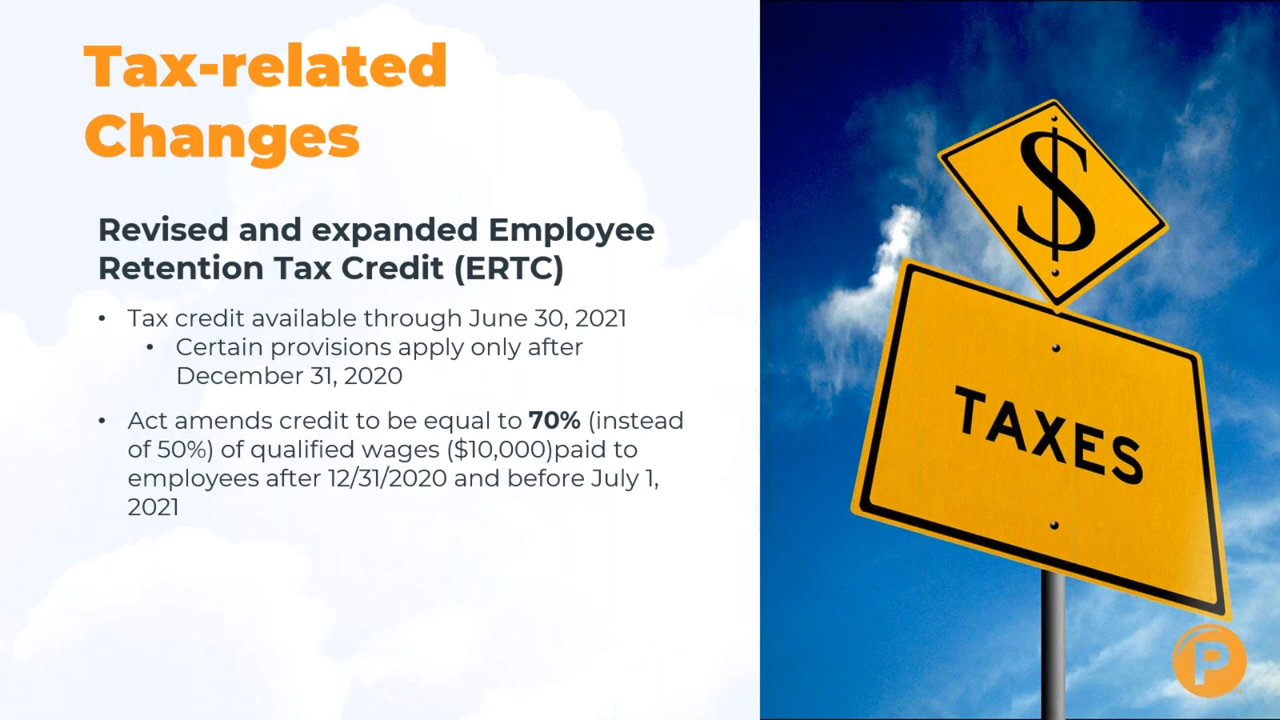 Tax-related
Changes
Revised and expanded Employee
Retention Tax Credit (ERTC)
• Tax credit available through June 30, 2021
• Certain provisions apply only after
December 31, 2020
• Act amends credit to be equal to 70% (instead
of 50%) of qualified wages ($10,000)paid to
employees after 12/31/2020 and before July 1,
2021
$
TAXES
P